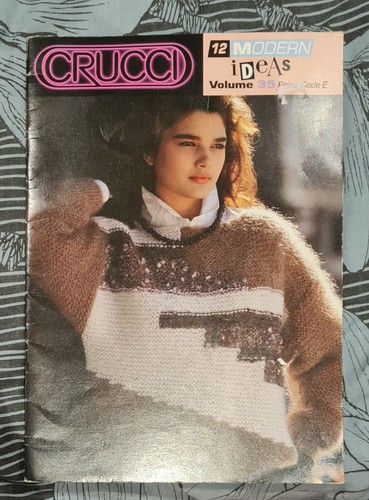 CRUCCI
12 MODERN
iDeAs
Volume 35 Price Code E